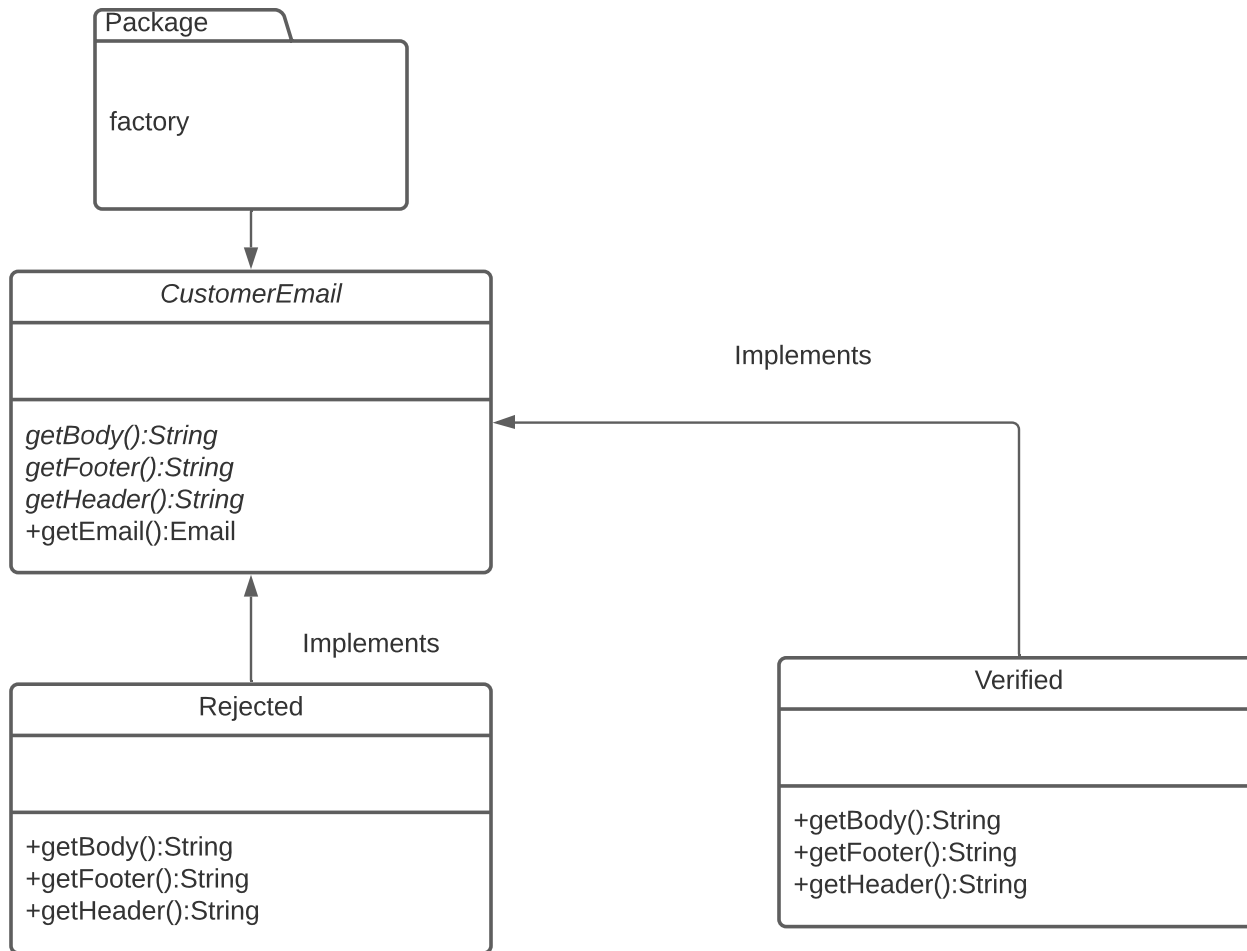 Package
factory
CustomerEmail
getBody():String
getFooter():String
getHeader():String
+getEmail():Email
Implements
Implements
Rejected
+getBody():String
+getFooter():String
+getHeader():String
Verified
+getBody():String
+getFooter():String
+getHeader():String